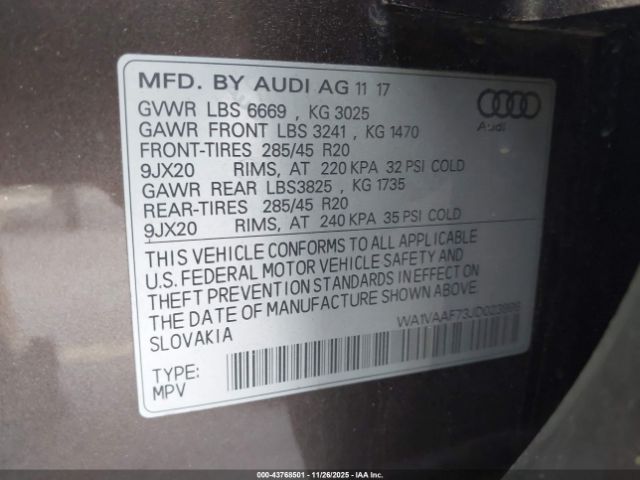 MFD. BY AUDI AG 11 17
GVWR LBS 6669 , KG 3025
GAWR FRONT LBS 3241 , KG 1470
FRONT-TIRES 285/45 R20
9JX20 RIMS, AT 220 KPA 32 PSI COLD
GAWR REAR LBS3825 , KG 1735
REAR-TIRES 285/45 R20
9JX20 RIMS, AT 240 KPA 35 PSI COLD
Audi
THIS VEHICLE CONFORMS TO ALL APPLICABLE
U.S. FEDERAL MOTOR VEHICLE SAFETY AND
THEFT PREVENTION STANDARDS IN EFFECT ON
THE DATE OF MANUFACTURE SHOWN ABOVE
SLOVAKIA
TYPE:
MPV
000-43768501 - 11/26/2025 - IAA Inc.